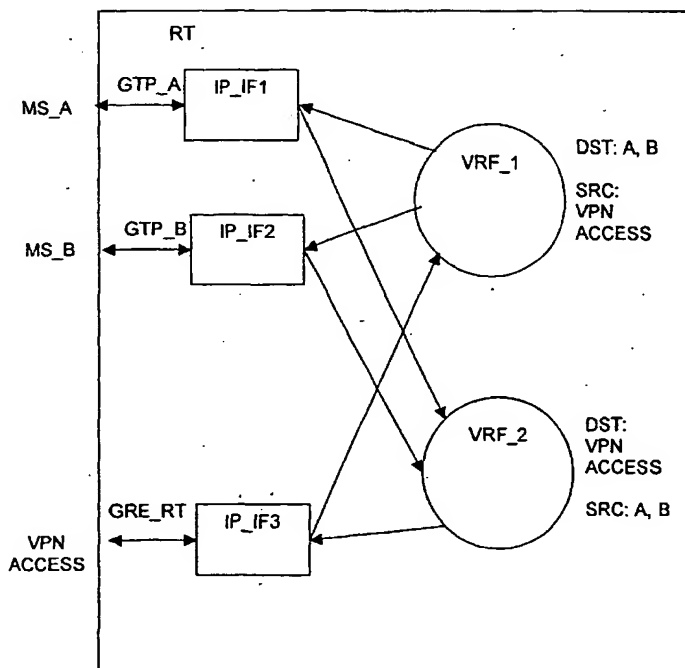 RT
GTP_A
IP_IF1
MS_A
VRF_1
DST: A, B
SRC:
VPN
ACCESS
GTP_B
IP_IF2
MS_B
VRF_2
DST:
VPN
ACCESS
SRC: A, B
GRE_RT
IP_IF3
VPN
ACCESS